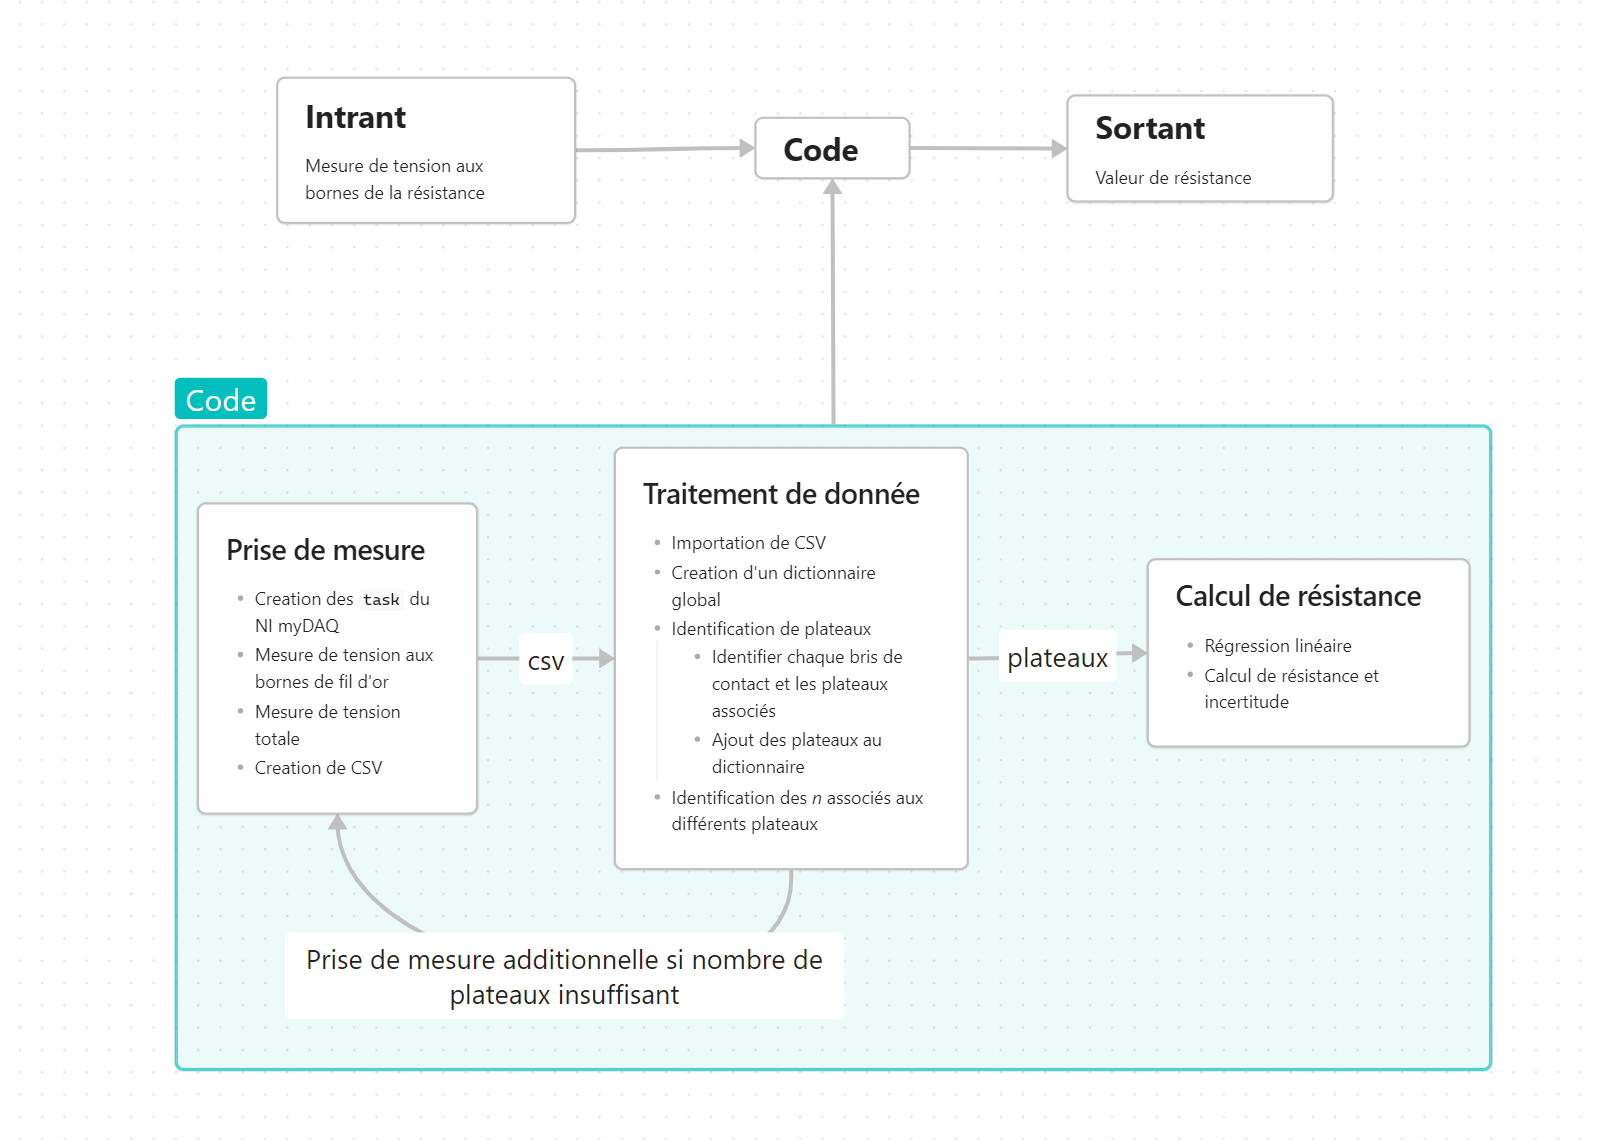 Intrant
Mesure de tension aux
bornes de la résistance
Code
Sortant
Valeur de résistance
Code
Prise de mesure
Creation des task du
NI myDAQ
Mesure de tension aux
bornes de fil d'or
Mesure de tension
totale
Creation de CSV
csv
Traitement de donnée
Importation de CSV
Creation d'un dictionnaire
global
Identification de plateaux
Identifier chaque bris de
contact et les plateaux
associés
Ajout des plateaux au
dictionnaire
Identification des n associés aux
différents plateaux
plateaux
Calcul de résistance
Régression linéaire
Calcul de résistance et
incertitude
Prise de mesure additionnelle si nombre de
plateaux insuffisant